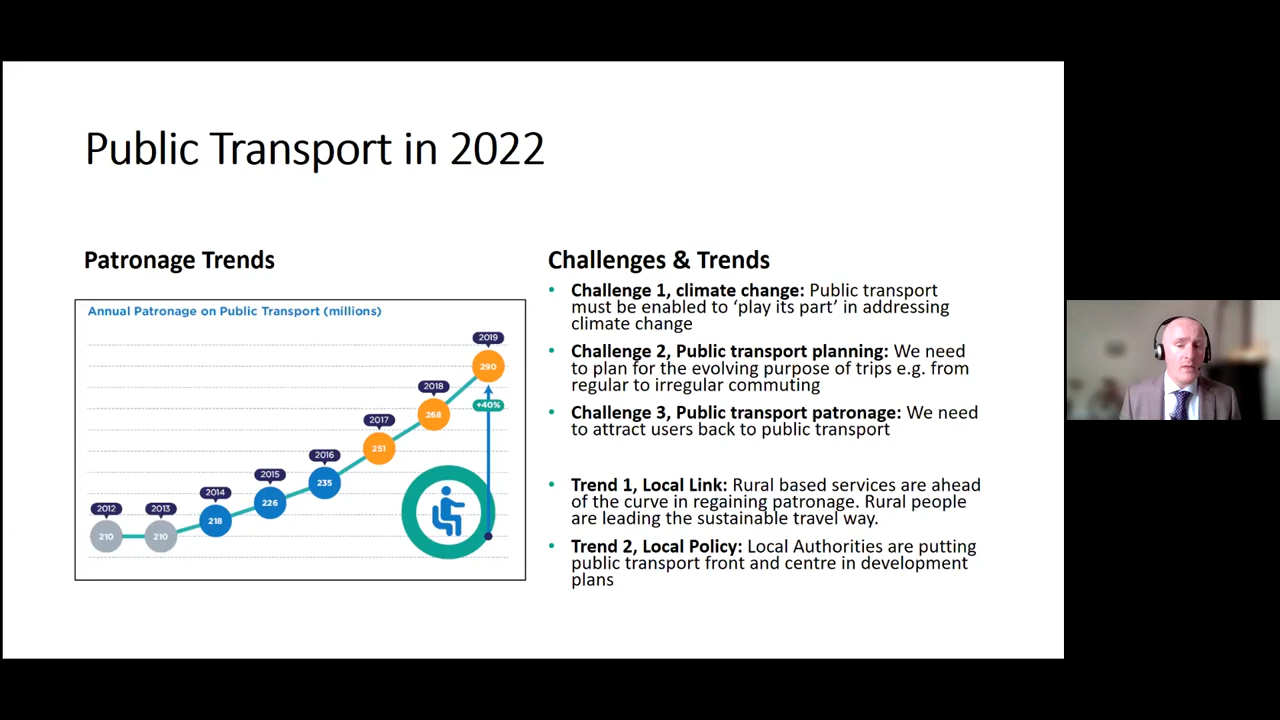 Public Transport in 2022
Patronage Trends
Annual Patronage on Public Transport (millions)
2019
290
2018
+40%
268
2017
251
2016
2015
235
2014
226
2012
2013
218
210
210
Challenges & Trends
• Challenge 1, climate change: Public transport
must be enabled to ‘play its part’ in addressing
climate change
• Challenge 2, Public transport planning: We need
to plan for the evolving purpose of trips e.g. from
regular to irregular commuting
• Challenge 3, Public transport patronage: We need
to attract users back to public transport
• Trend 1, Local Link: Rural based services are ahead
of the curve in regaining patronage. Rural people
are leading the sustainable travel way.
• Trend 2, Local Policy: Local Authorities are putting
public transport front and centre in development
plans